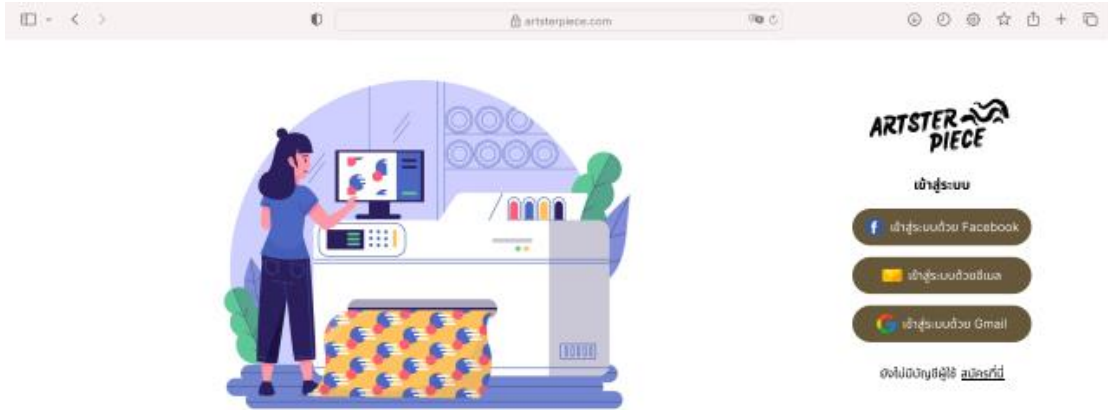 artsterpiece.com
ARTSTER
PIECE
เข้าสู่ระบบ
เข้าสู่ระบบด้วย Facebook
เข้าสู่ระบบด้วยอีเมล
เข้าสู่ระบบด้วย Gmail
ยังไม่มีบัญชีผู้ใช้ สมัครที่นี่